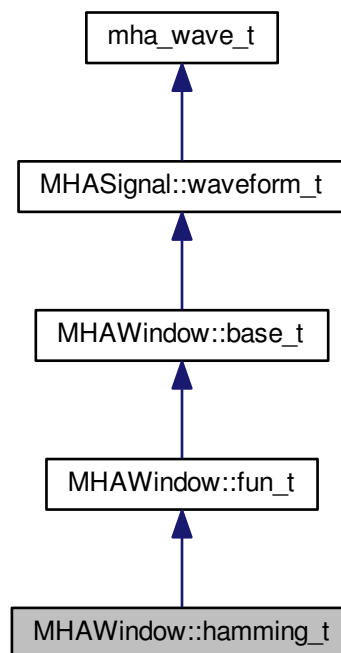 mha_wave_t
MHASignal::waveform_t
MHAWindow::base_t
MHAWindow::fun_t
MHAWindow::hamming_t